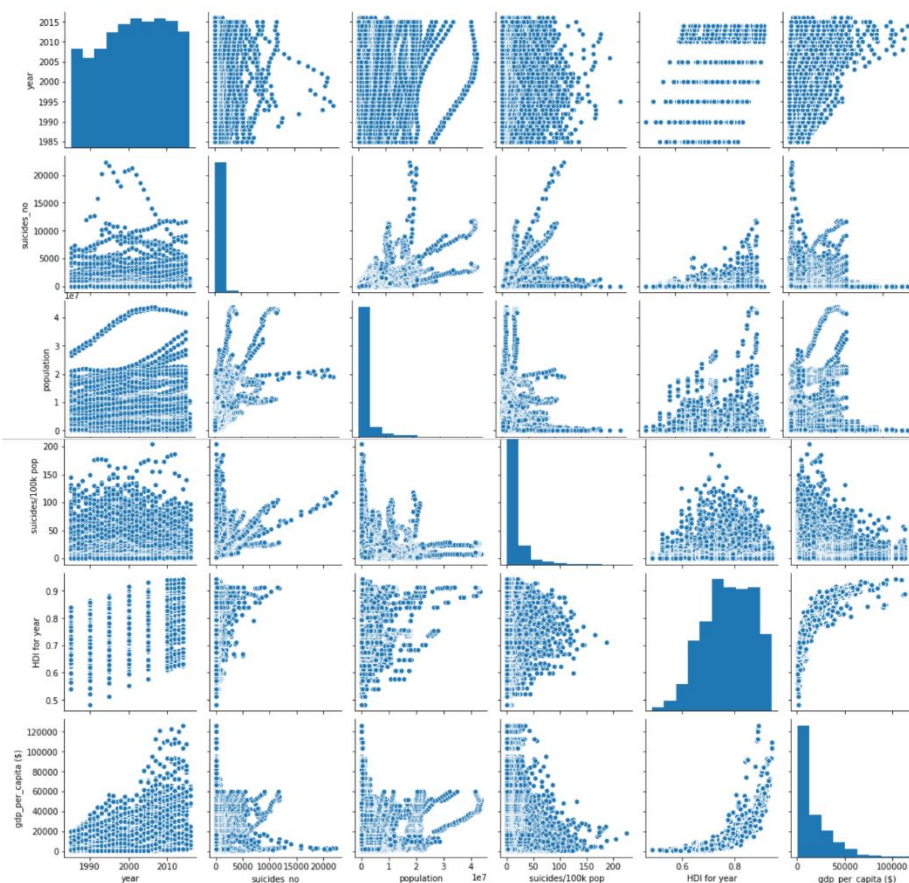 2015
2010
2005
2000
1995
1990
1985
year
20000
15000
10000
5000
0
suicides_no
1e7
4
3
2
1
0
population
200
150
100
50
0
suicides/100k pop
0.9
0.8
0.7
0.6
0.5
HDI for year
120000
100000
80000
60000
40000
20000
0
gdp_per_capita ($)
1990 2000 2010
year
0 5000 10000 15000 20000
suicides_no
0 2 4
1e7
population
0 50 100 150 200
suicides/100k pop
0.6 0.8
HDI for year
0 50000 100000
gdp_per_capita ($)